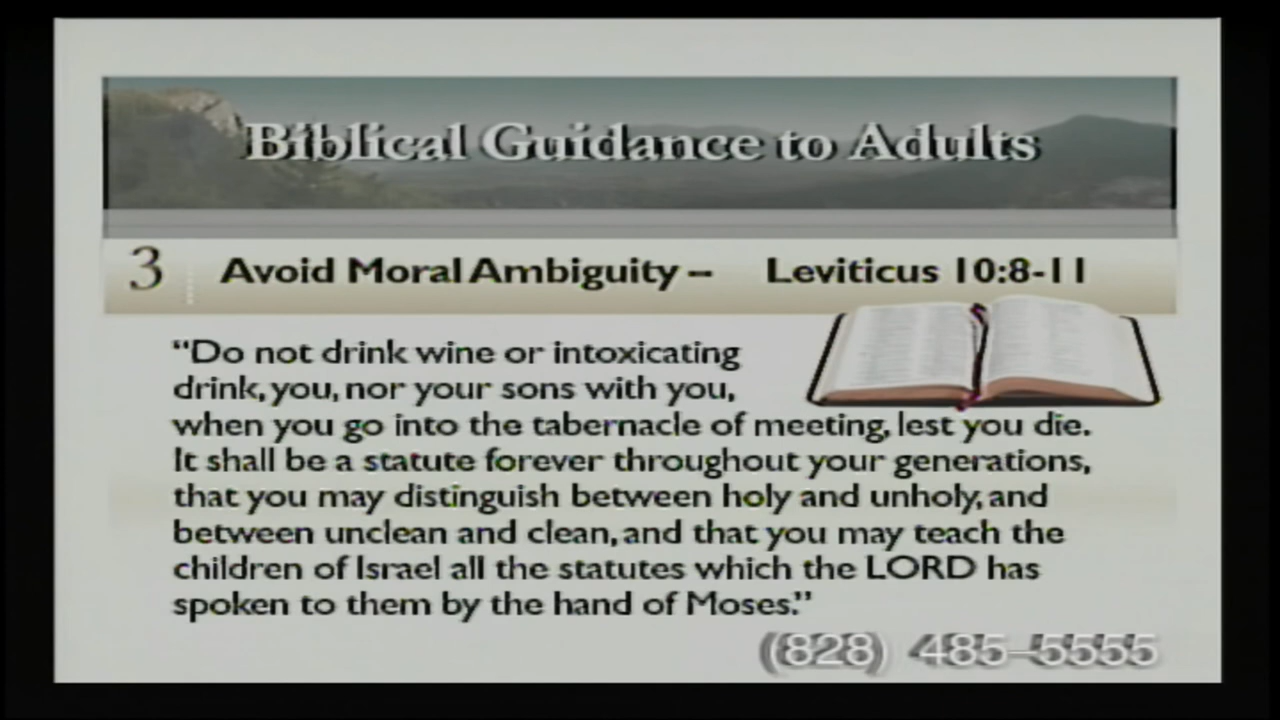 Biblical Guidance to Adults
3 Avoid Moral Ambiguity – Leviticus 10:8-11
“Do not drink wine or intoxicating
drink, you, nor your sons with you,
when you go into the tabernacle of meeting, lest you die.
It shall be a statute forever throughout your generations,
that you may distinguish between holy and unholy, and
between unclean and clean, and that you may teach the
children of Israel all the statutes which the LORD has
spoken to them by the hand of Moses.”
(828) 485-5555